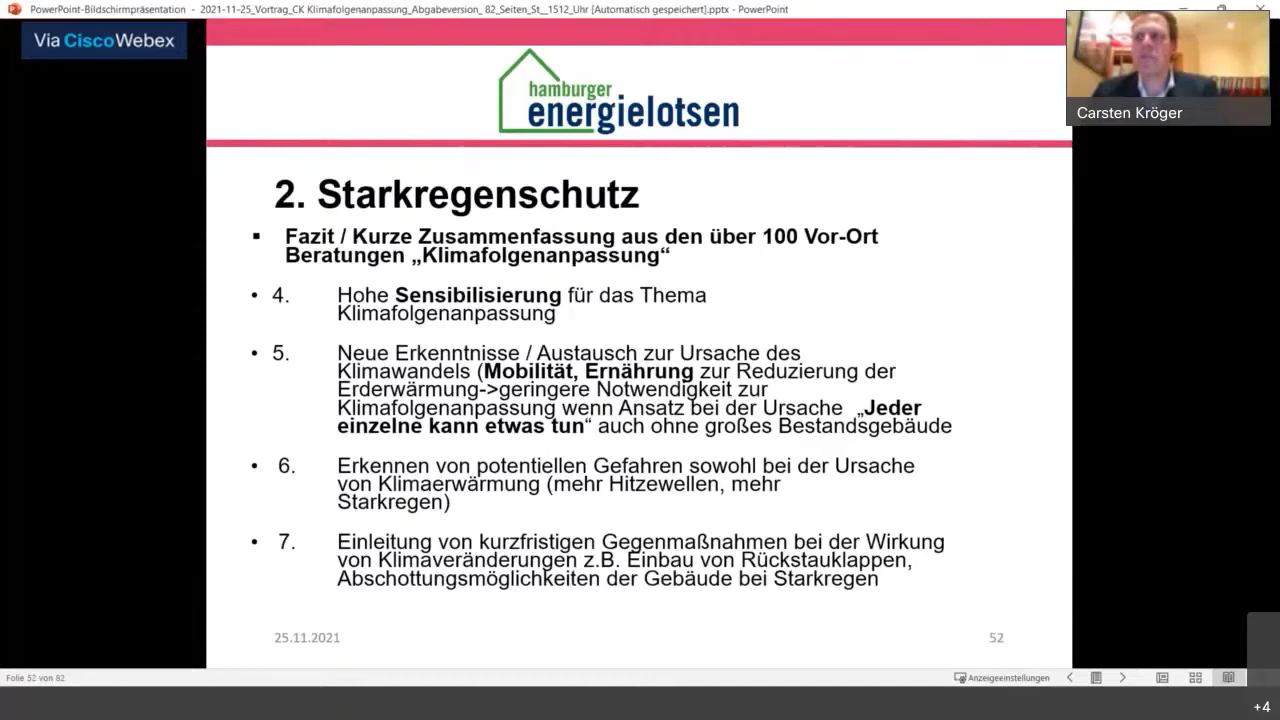 PowerPoint-Bildschirmpräsentation - 2021-11-25_Vortrag_CK Klimafolgenanpassung_Abgabeversion_ 82_Seiten_St__1512_Uhr [Automatisch gespeichert].pptx - PowerPoint
Via Cisco Webex
hamburger
energielotsen
Carsten Kröger
2. Starkregenschutz
▪ Fazit / Kurze Zusammenfassung aus den über 100 Vor-Ort
Beratungen „Klimafolgenanpassung“
• 4. Hohe Sensibilisierung für das Thema
Klimafolgenanpassung
• 5. Neue Erkenntnisse / Austausch zur Ursache des
Klimawandels (Mobilität, Ernährung zur Reduzierung der
Erderwärmung->geringere Notwendigkeit zur
Klimafolgenanpassung wenn Ansatz bei der Ursache „Jeder
einzelne kann etwas tun“ auch ohne großes Bestandsgebäude
• 6. Erkennen von potentiellen Gefahren sowohl bei der Ursache
von Klimaerwärmung (mehr Hitzewellen, mehr
Starkregen)
• 7. Einleitung von kurzfristigen Gegenmaßnahmen bei der Wirkung
von Klimaveränderungen z.B. Einbau von Rückstauklappen,
Abschottungsmöglichkeiten der Gebäude bei Starkregen
25.11.2021
52
Folie 52 von 82
Anzeigeeinstellungen
+4